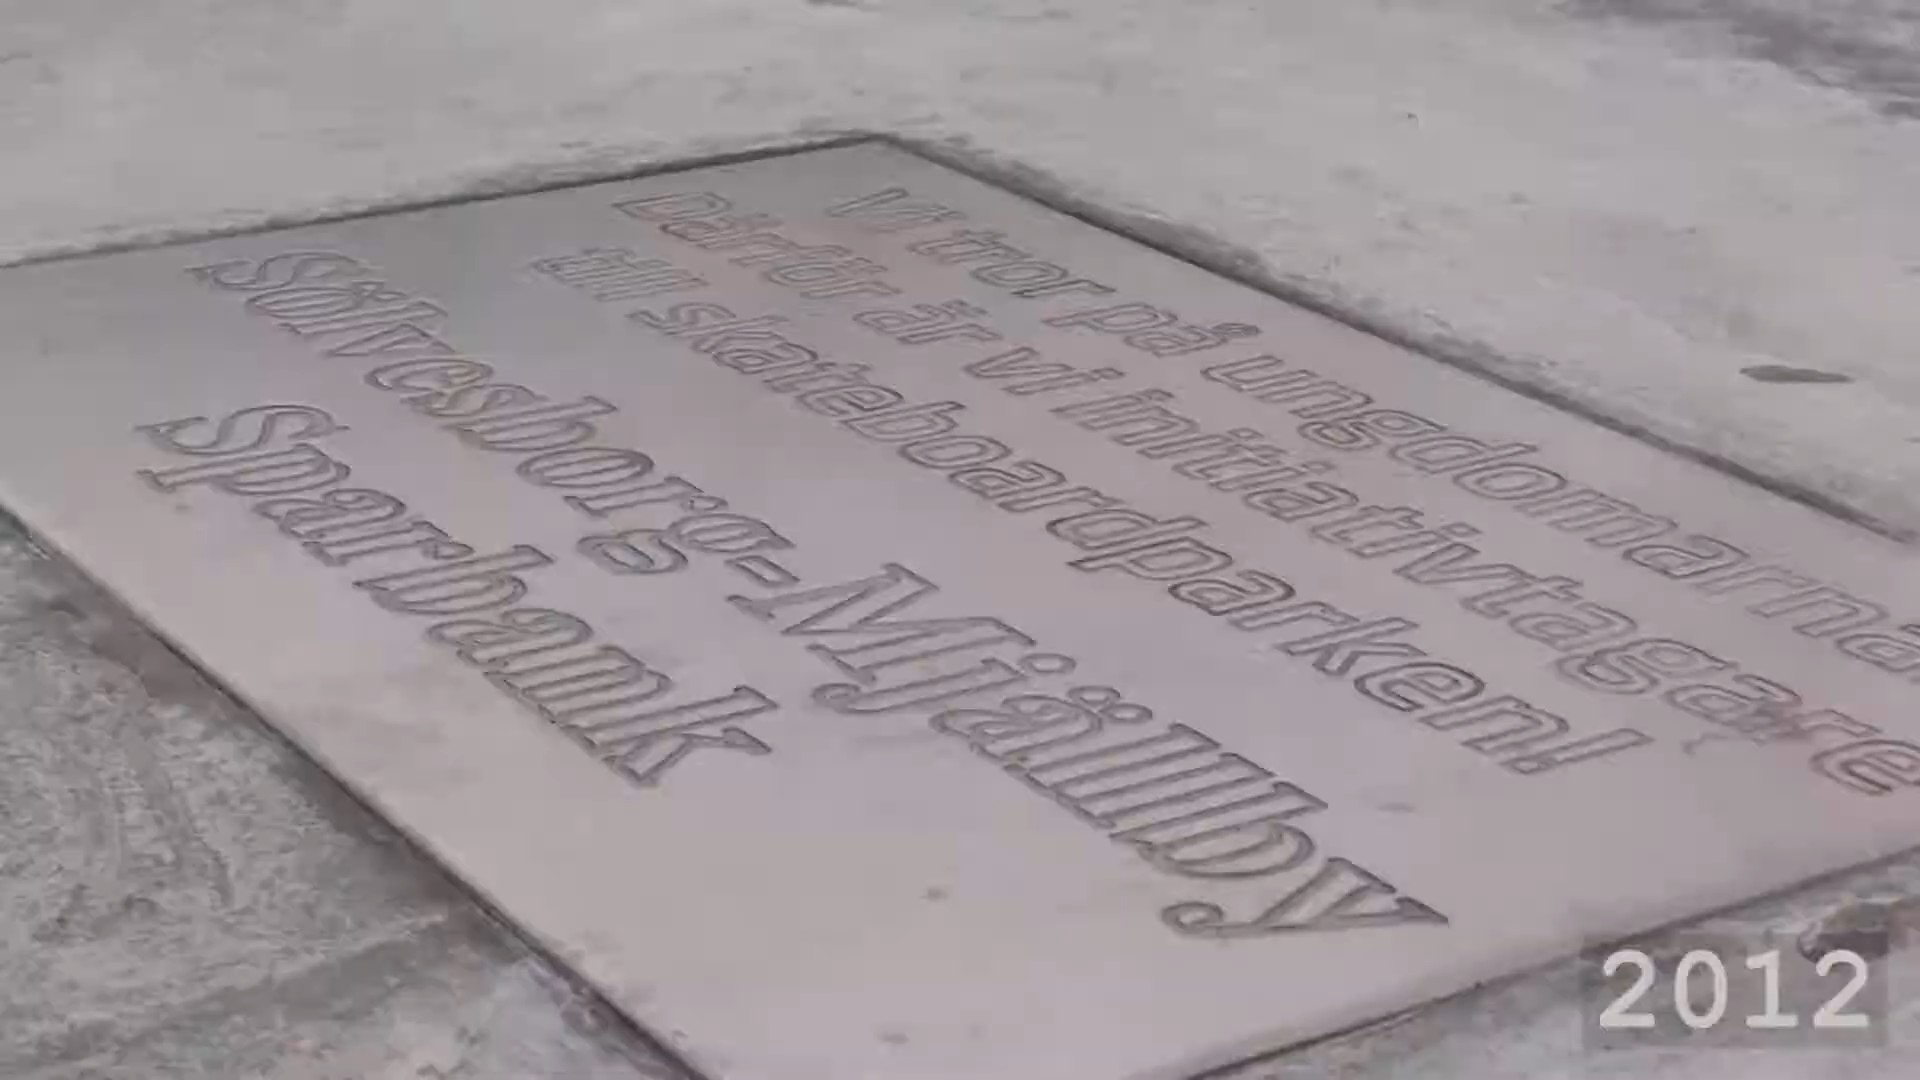 Vi tror på ungdomarna.
Därför är vi initiativtagare
till skateboardparken!
Sölvesborg-Mjällby
Sparbank
2012